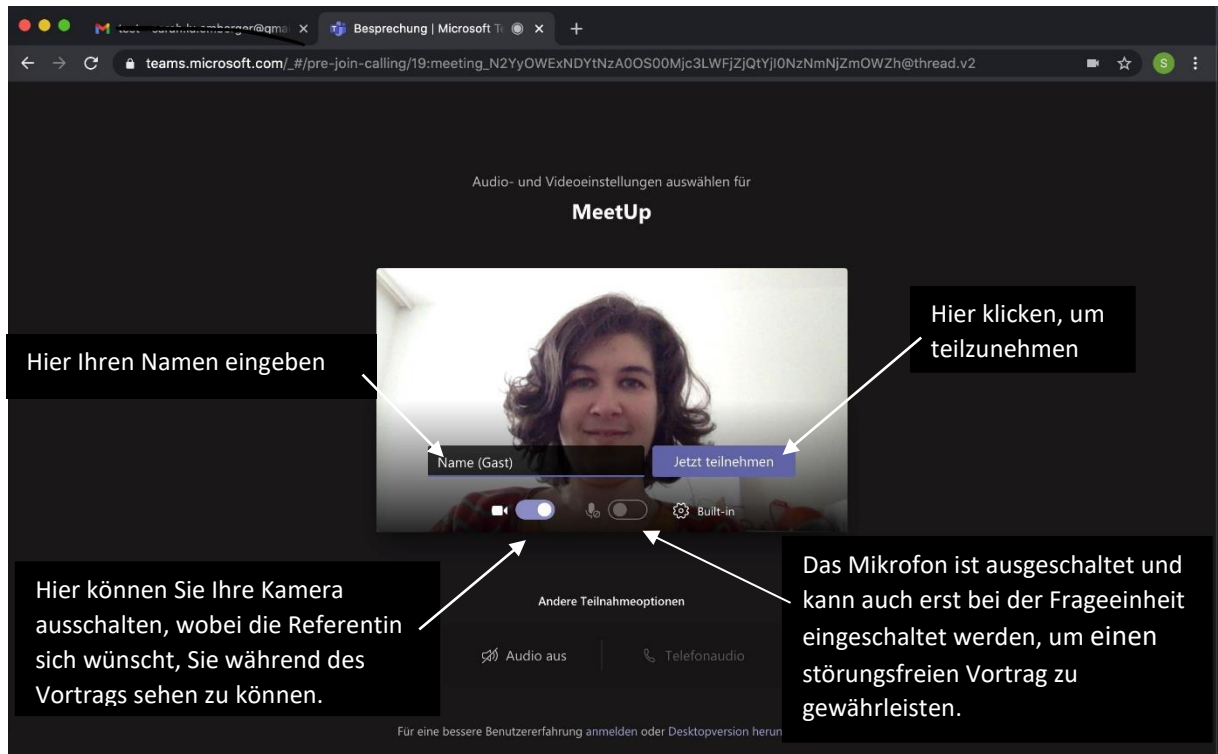 Besprechung | Microsoft Te
teams.microsoft.com/_#/pre-join-calling/19:meeting_N2YyOWExNDYtNzA0OS00Mjc3LWFjZjQtYjI0NzNmNjZmOWZh@thread.v2
S
Audio- und Videoeinstellungen auswählen für
MeetUp
Hier klicken, um
teilzunehmen
Hier Ihren Namen eingeben
Name (Gast)
Jetzt teilnehmen
Built-in
Hier können Sie Ihre Kamera
ausschalten, wobei die Referentin
sich wünscht, Sie während des
Vortrags sehen zu können.
Das Mikrofon ist ausgeschaltet und
kann auch erst bei der Frageeinheit
eingeschaltet werden, um einen
störungsfreien Vortrag zu
gewährleisten.
Andere Teilnahmeoptionen
Audio aus
Telefonaudio
Für eine bessere Benutzererfahrung anmelden oder Desktopversion herun